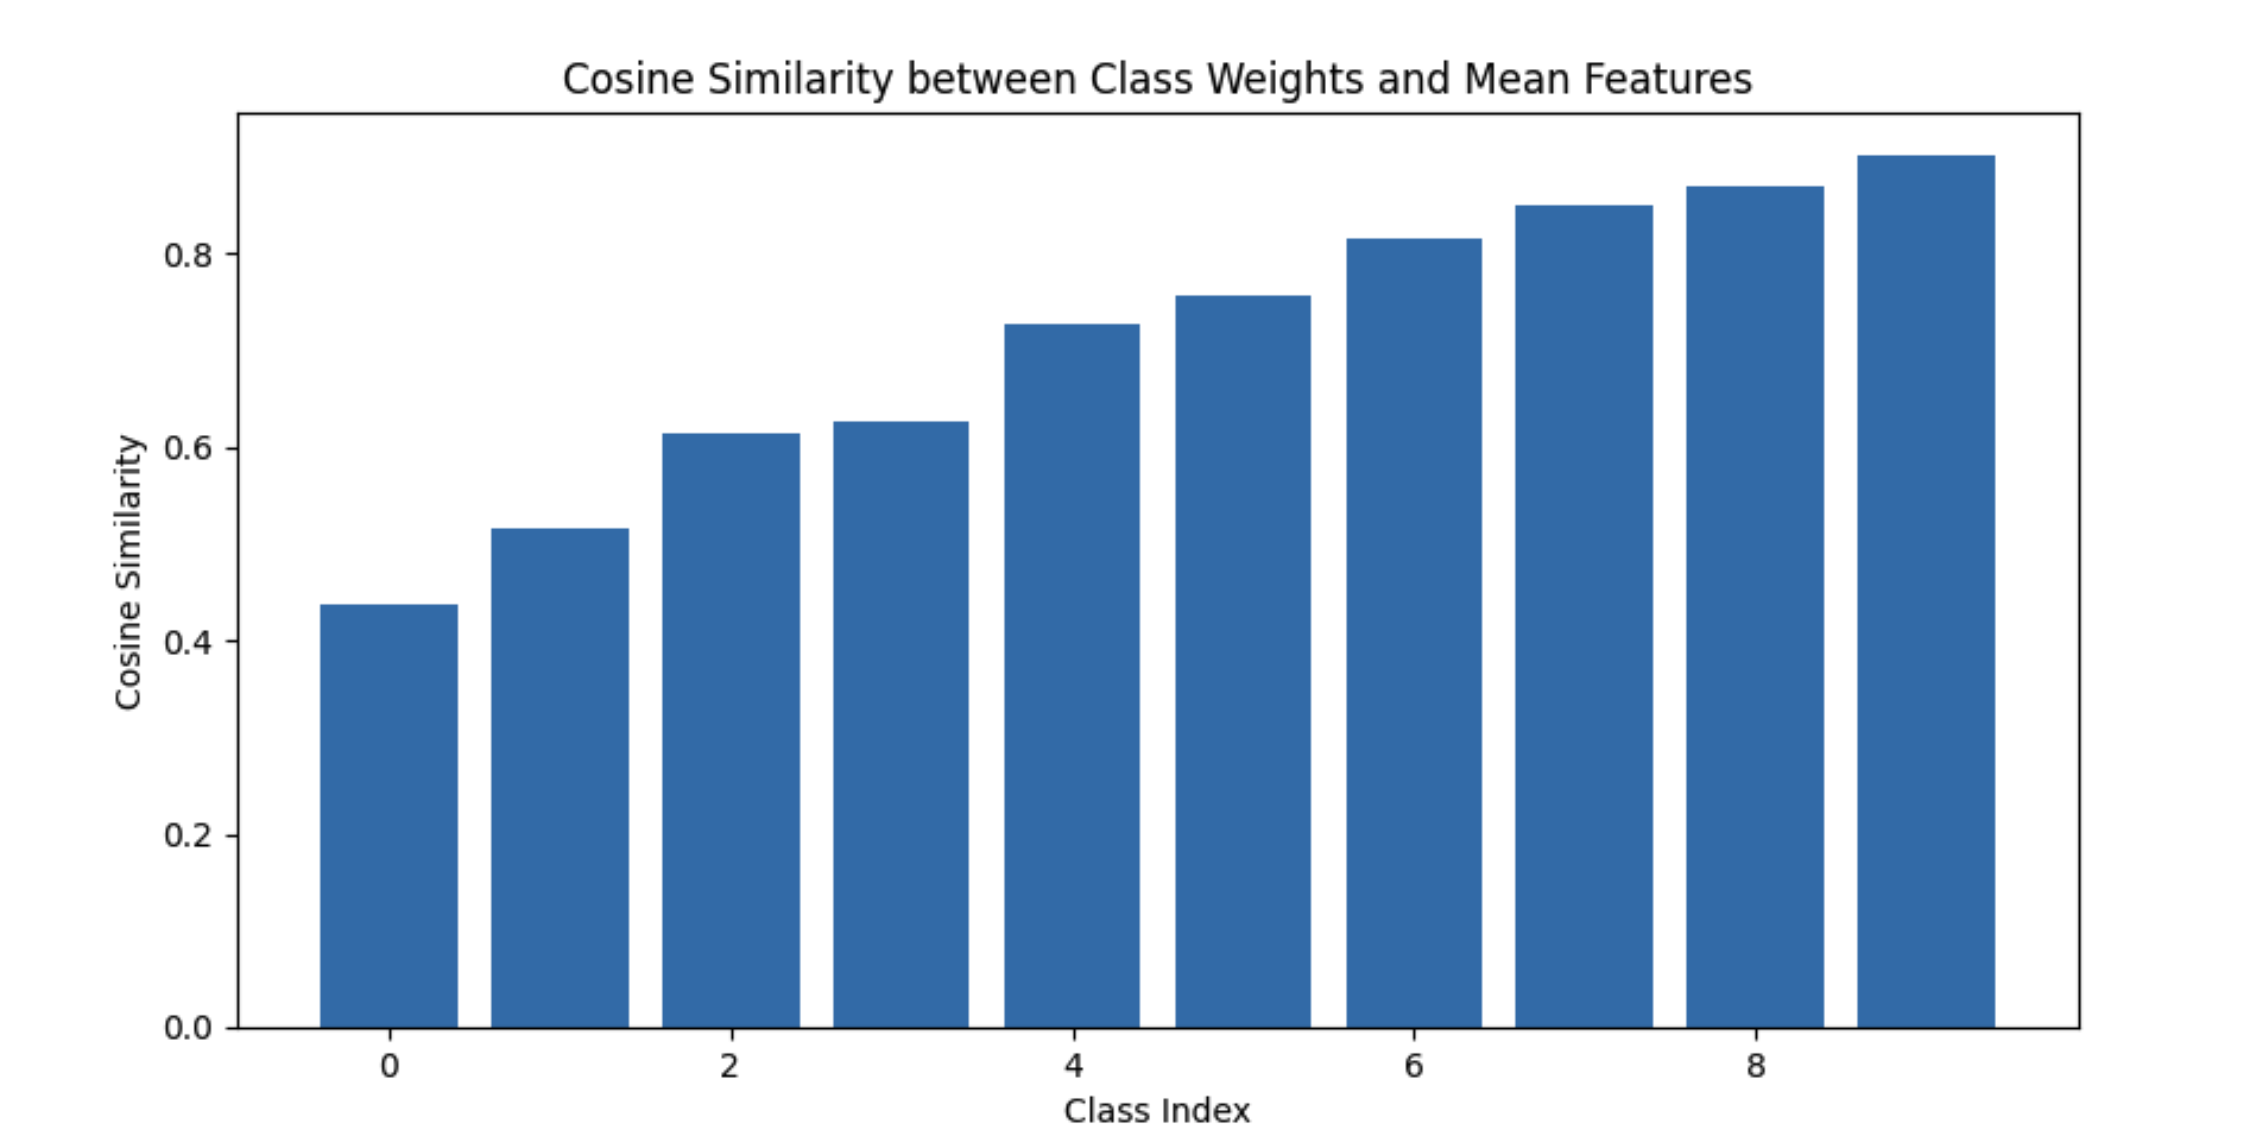 Cosine Similarity between Class Weights and Mean Features
0.8
0.6
0.4
0.2
0.0
Cosine Similarity
0 2 4 6 8
Class Index